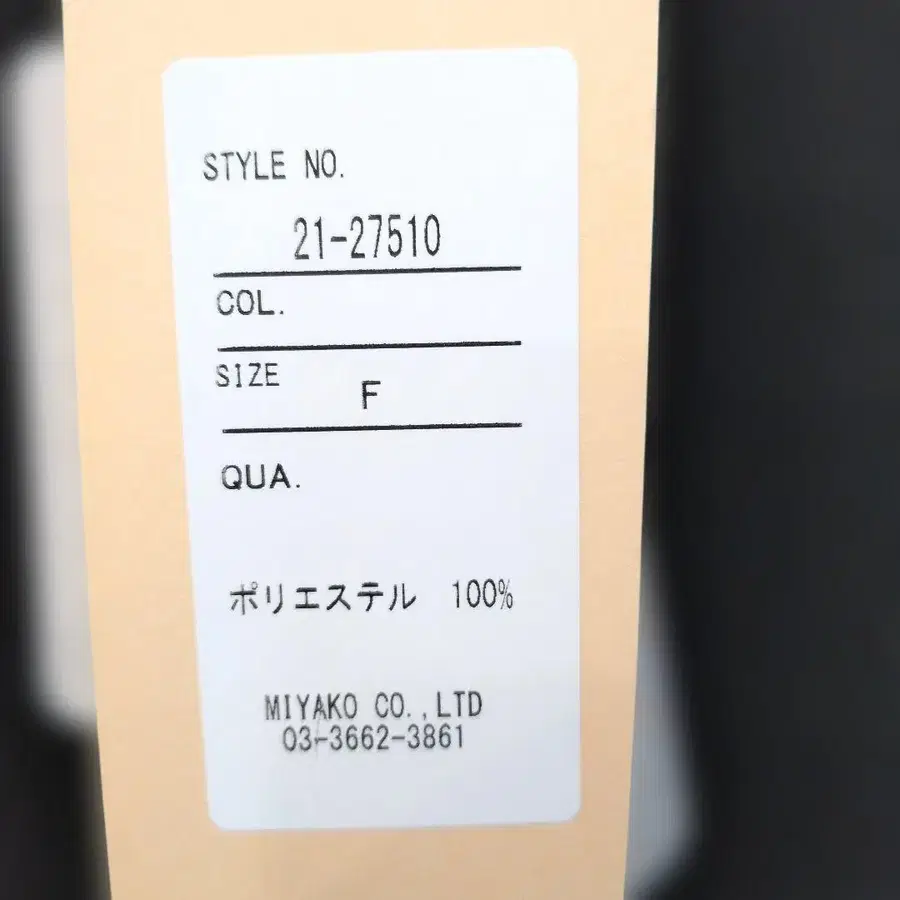 STYLE NO.
21-27510
COL.
SIZE
F
QUA.
ポリエステル 100%
MIYAKO CO.,LTD
03-3662-3861